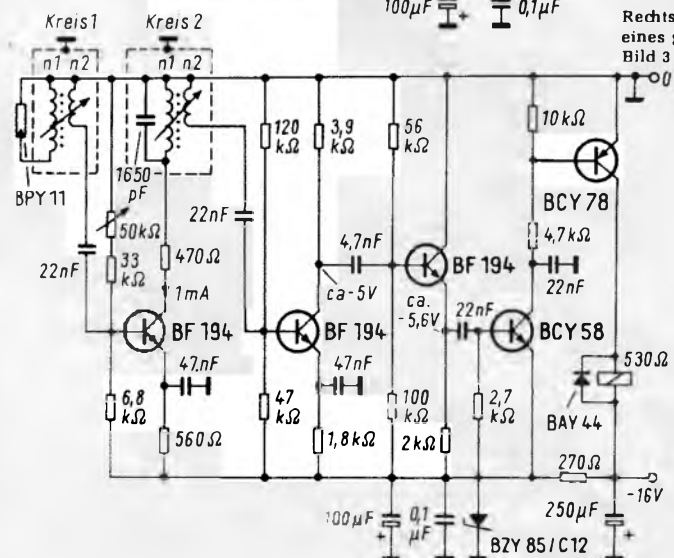 100µF
+
0,1µF
Rechts
eines
Bild 3
Kreis 1
Kreis 2
n1 n2
n1 n2
0
BPY 11
1650
pF
120
kΩ
3,9
kΩ
56
kΩ
10 kΩ
BCY 78
50kΩ
22nF
4,7nF
4,7 kΩ
22nF
33
kΩ
470Ω
1mA
ca-5V
BF 194
22nF
ca.
-5,6V
22nF
BF 194
BF 194
BCY 58
530Ω
47nF
47nF
6,8
kΩ
47
kΩ
100
kΩ
2,7
kΩ
BAY 44
560Ω
1,8kΩ
2kΩ
270Ω
-16V
100µF
+
0,1
µF
BZY 85/C12
250µF
+